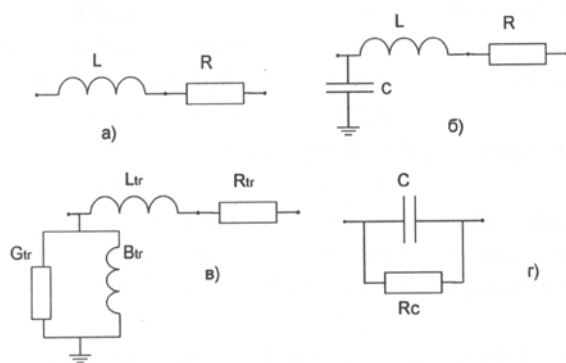 L R
а)
L R
C
б)
Ltr Rtr
Gtr Btr
в)
C
Rc
г)